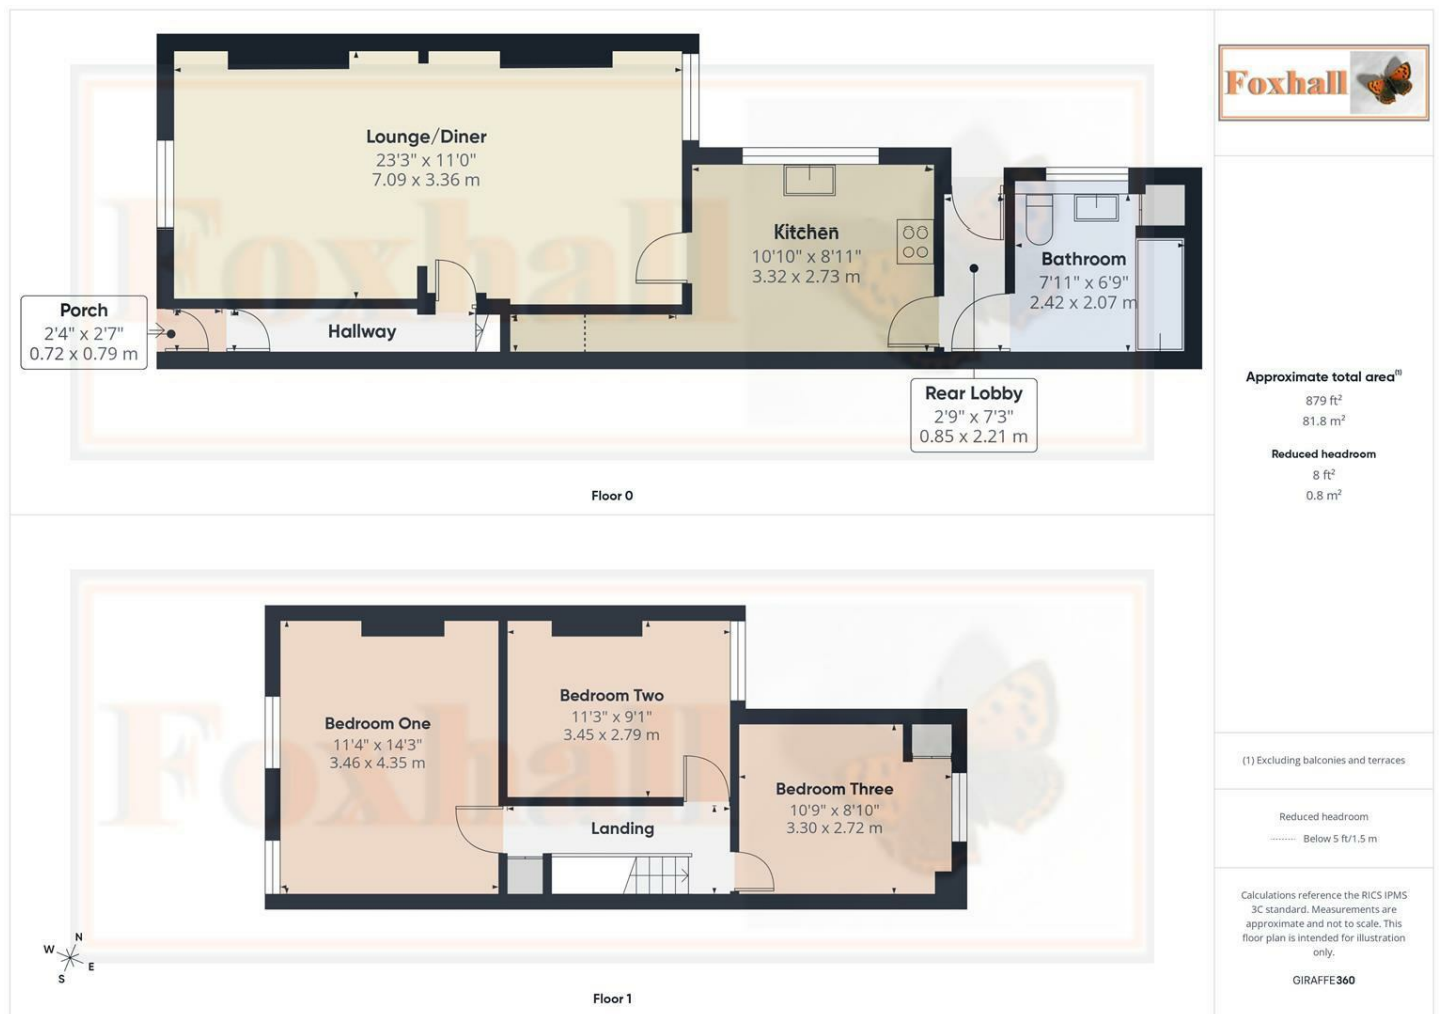 Foxhall
Lounge/Diner
23'3" x 11'0"
7.09 x 3.36 m
Kitchen
10'10" x 8'11"
3.32 x 2.73 m
Bathroom
7'11" x 6'9"
2.42 x 2.07 m
Porch
2'4" x 2'7"
0.72 x 0.79 m
Hallway
Rear Lobby
2'9" x 7'3"
0.85 x 2.21 m
Foxhall
Floor 0
Approximate total area(1)
879 ft²
81.8 m²
Reduced headroom
8 ft²
0.8 m²
Bedroom One
11'4" x 14'3"
3.46 x 4.35 m
Bedroom Two
11'3" x 9'1"
3.45 x 2.79 m
Bedroom Three
10'9" x 8'10"
3.30 x 2.72 m
Landing
Foxhall
N
W
E
S
Floor 1
(1) Excluding balconies and terraces
Reduced headroom
Below 5 ft/1.5 m
Calculations reference the RICS IPMS
3C standard. Measurements are
approximate and not to scale. This
floor plan is intended for illustration
only.
GIRAFFE360